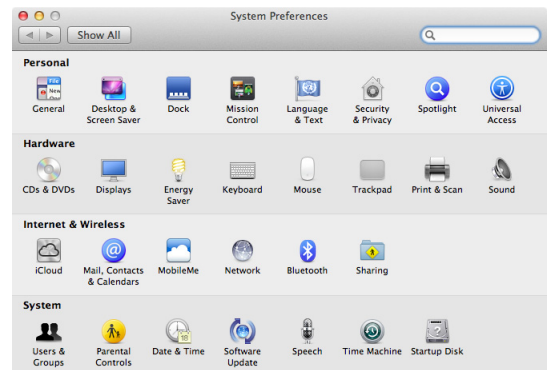 System Preferences
Show All
Personal
General
Desktop &
Screen Saver
Dock
Mission
Control
Language
& Text
Security
& Privacy
Spotlight
Universal
Access
Hardware
CDs & DVDs
Displays
Energy
Saver
Keyboard
Mouse
Trackpad
Print & Scan
Sound
Internet & Wireless
iCloud
Mail, Contacts
& Calendars
MobileMe
Network
Bluetooth
Sharing
System
Users &
Groups
Parental
Controls
Date & Time
Software
Update
Speech
Time Machine
Startup Disk